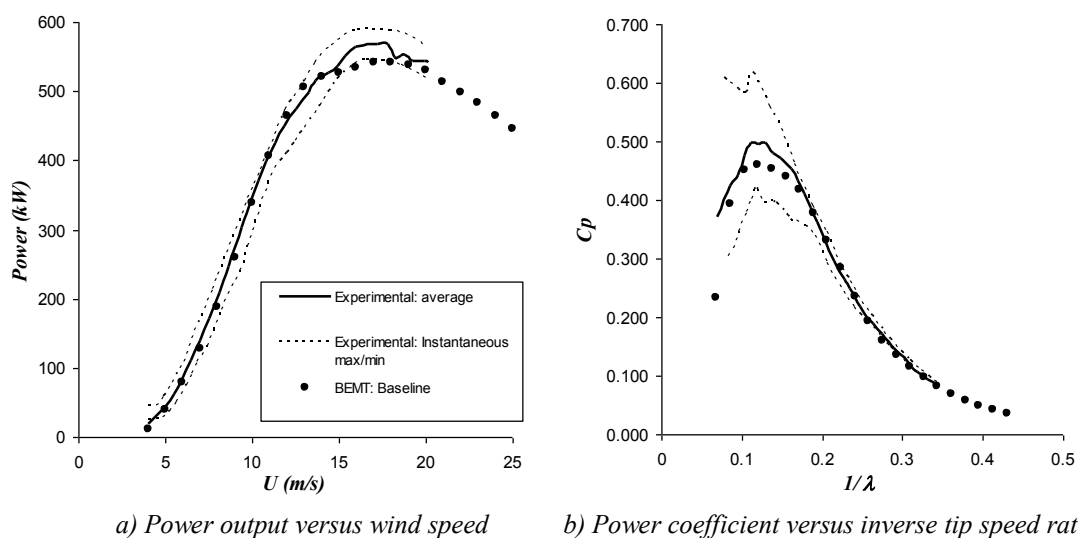 600
500
400
300
200
100
0
Power (kW)
0 5 10 15 20 25
U (m/s)
Experimental: average
Experimental: Instantaneous
max/min
BEMT: Baseline
a) Power output versus wind speed
0.700
0.600
0.500
0.400
0.300
0.200
0.100
0.000
Cp
0 0.1 0.2 0.3 0.4 0.5
1/λ
b) Power coefficient versus inverse tip speed rat